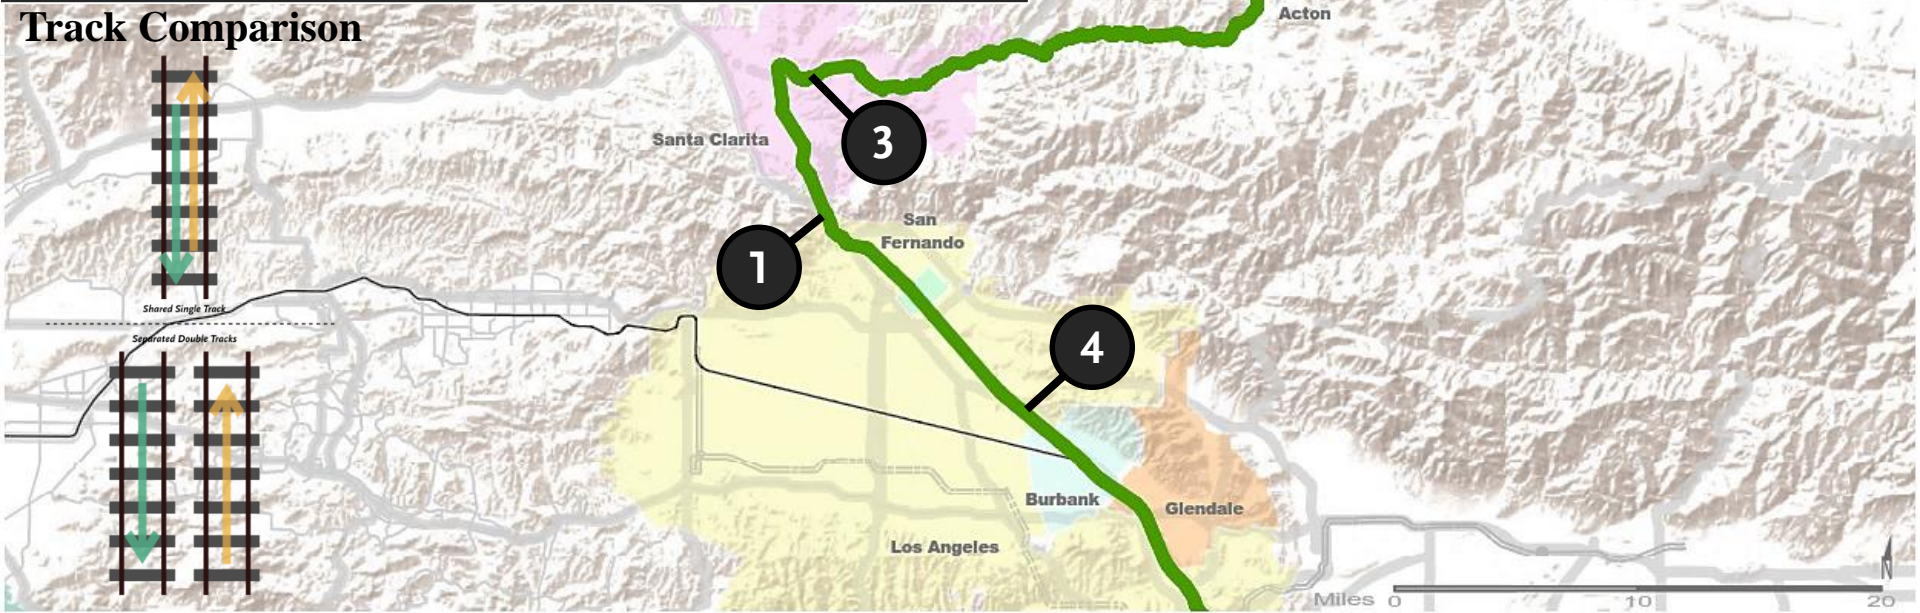 Track Comparison
Acton
3
Santa Clarita
San
Fernando
1
Shared Single Track
Separated Double Tracks
4
Burbank
Glendale
Los Angeles
N
Miles 0 10 20